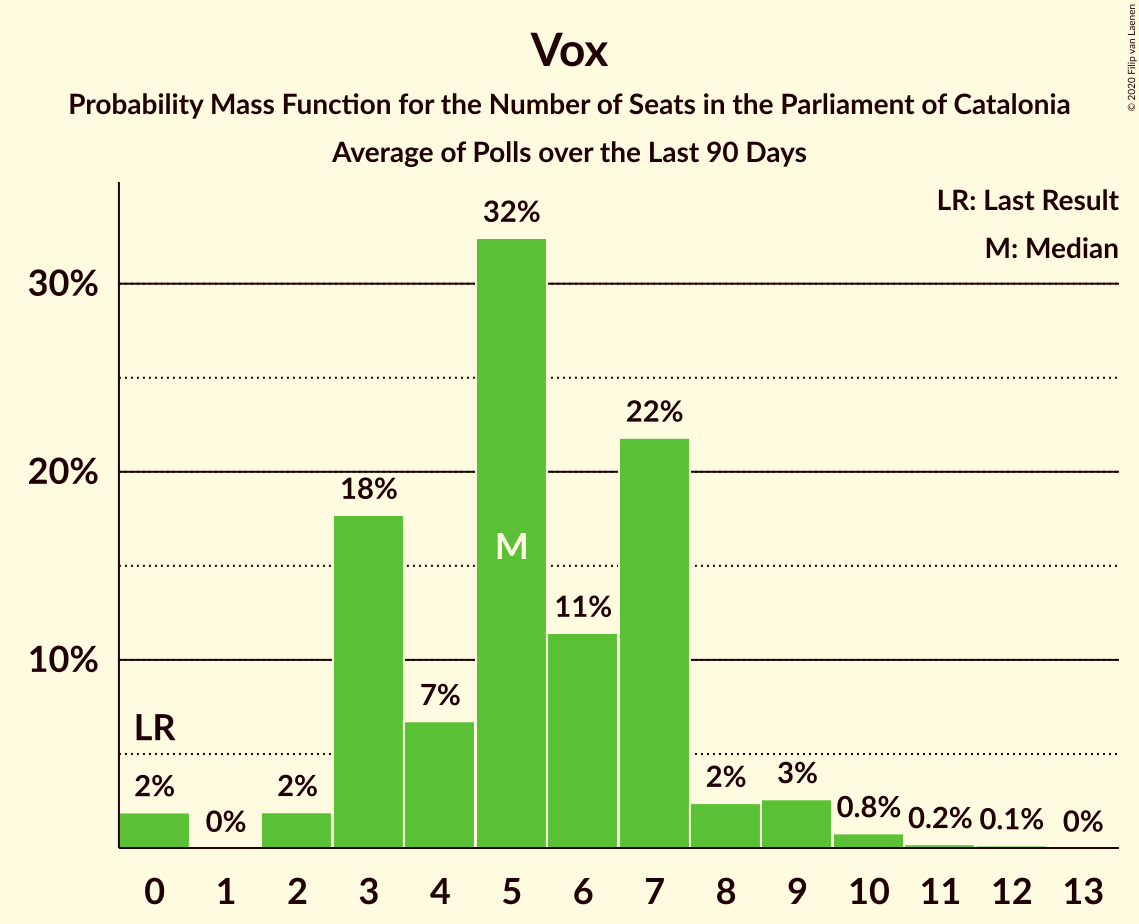 Vox
Probability Mass Function for the Number of Seats in the Parliament of Catalonia
Average of Polls over the Last 90 Days
© 2020 Filip van Laenen
LR: Last Result
M: Median
30%
20%
10%
LR
2%
0%
2%
18%
7%
32%
M
11%
22%
2%
3%
0.8%
0.2%
0.1%
0%
0 1 2 3 4 5 6 7 8 9 10 11 12 13